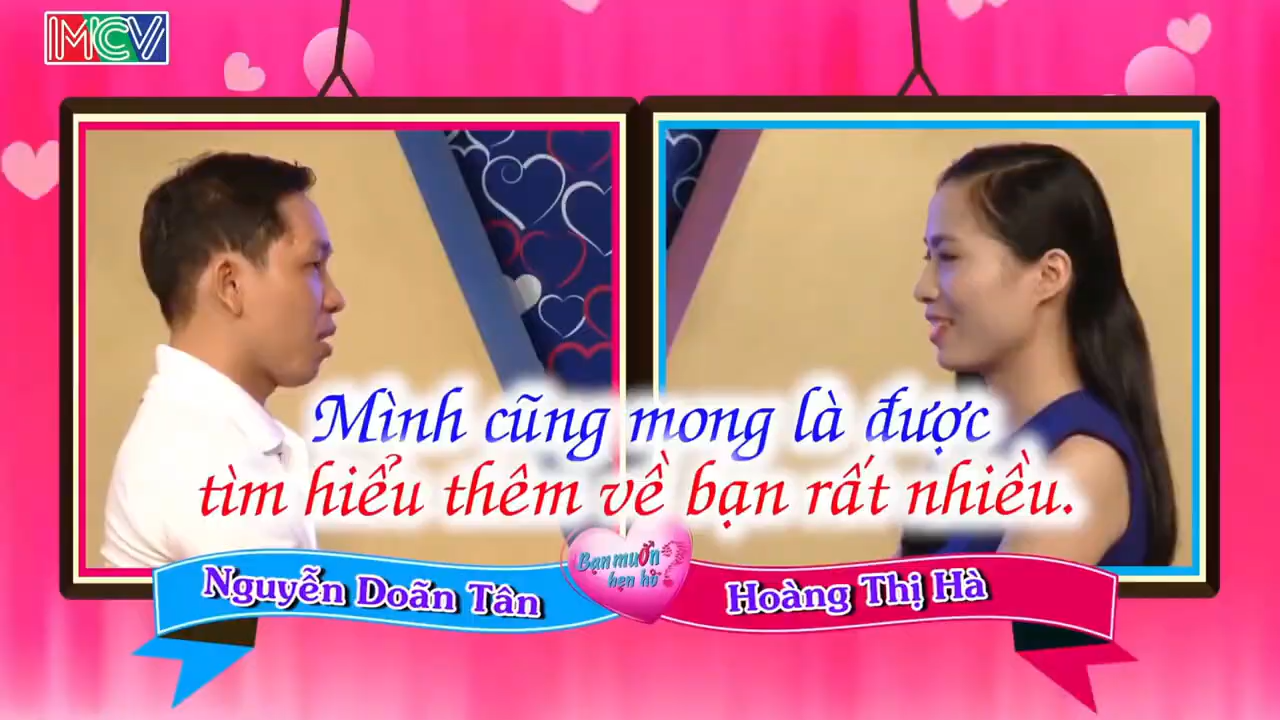 MCV
Mình cũng mong là được
tìm hiểu thêm về bạn rất nhiều.
Bạn muốn
hẹn hò
Nguyễn Doãn Tân
Hoàng Thị Hà